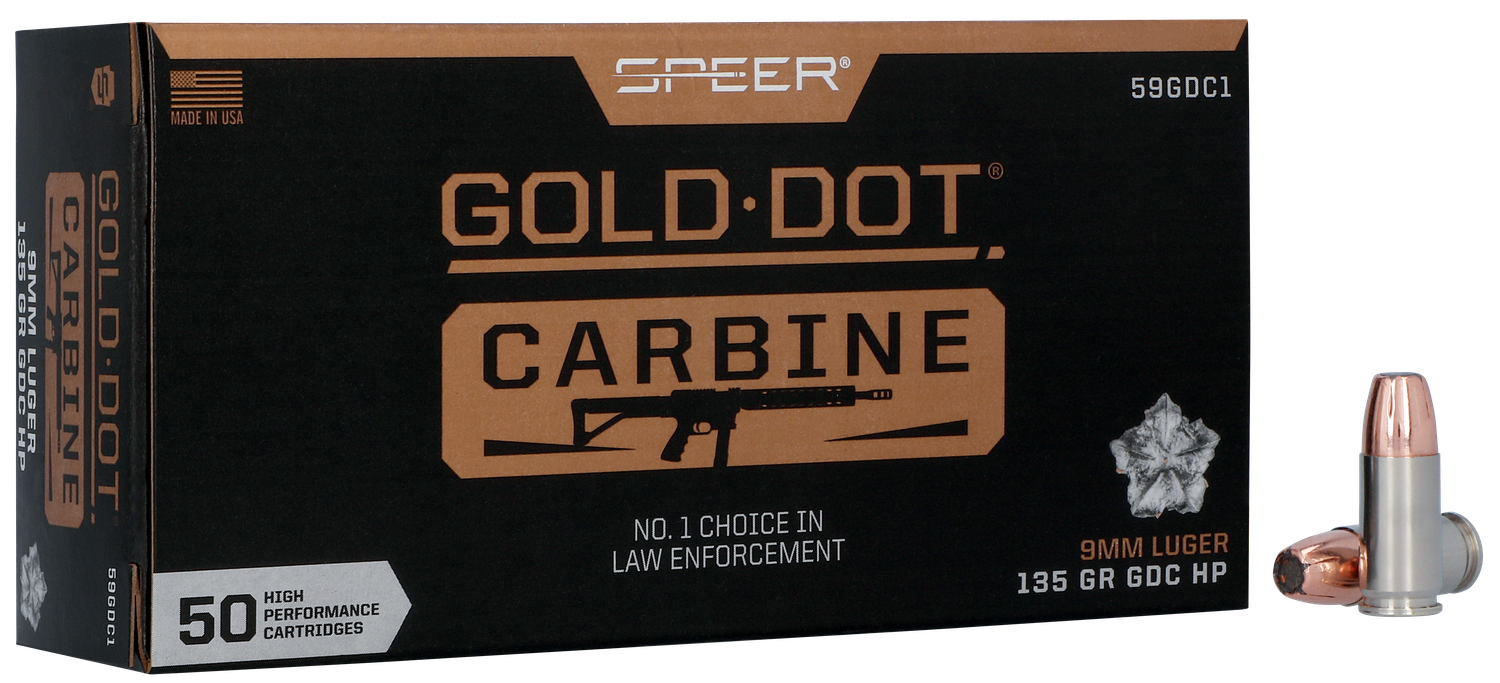 SPEER®
59GDC1
MADE IN USA
GOLD·DOT®
CARBINE
NO. 1 CHOICE IN
LAW ENFORCEMENT
9MM LUGER
135 GR GDC HP
50 HIGH
PERFORMANCE
CARTRIDGES
GOLD·DOT
CARBINE
9MM LUGER
135 GR GDC HP
59GDC1